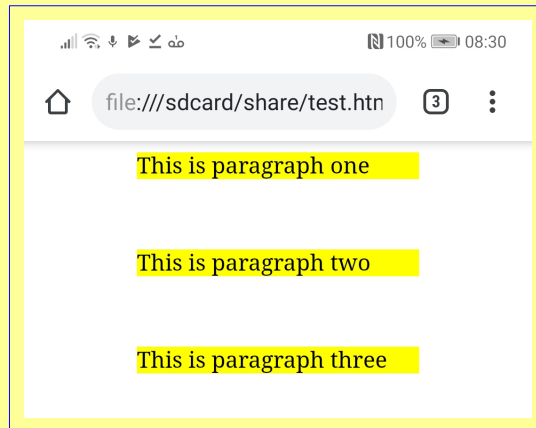 100% 08:30
file:///sdcard/share/test.htm 3
This is paragraph one
This is paragraph two
This is paragraph three